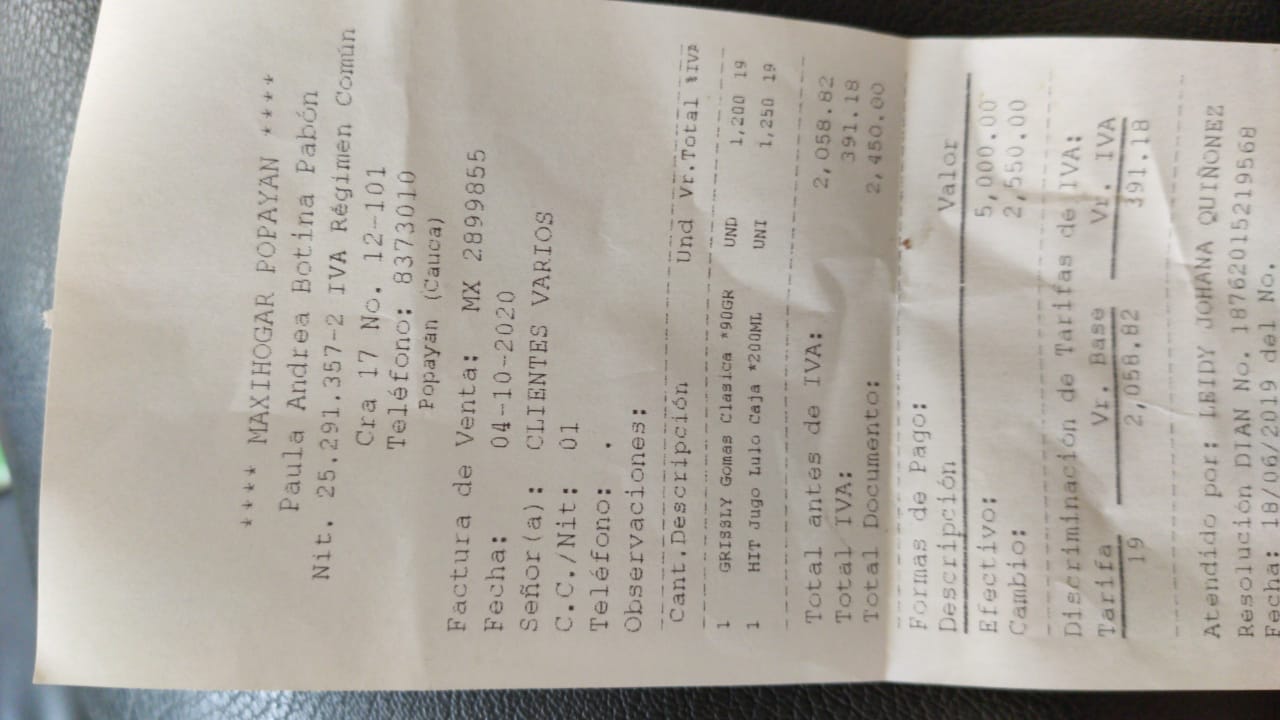 **** MAXIHOGAR POPAYAN ****
Paula Andrea Botina Pabón
Nit. 25.291.357-2 IVA Régimen Común
Cra 17 No. 12-101
Teléfono: 8373010
Popayan (Cauca)
Factura de Venta: MX 2899855
Fecha: 04-10-2020
Señor(a): CLIENTES VARIOS
C.C./Nit: 01
Teléfono: .
Observaciones:
Cant.Descripción Und Vr.Total %IVA
1 GRISSLY Gomas Clasica *90GR UND 1,200 19
1 HIT Jugo Lulo Caja *200ML UNI 1,250 19
Total antes de IVA: 2,058.82
Total IVA: 391.18
Total Documento: 2,450.00
Formas de Pago:
Descripción Valor
Efectivo: 5,000.00
Cambio: 2,550.00
Discriminación de Tarifas de IVA:
Tarifa Vr. Base Vr. IVA
19 2,058.82 391.18
Atendido por: LEIDY JOHANA QUIÑONEZ
Resolución DIAN No. 18762015219568
Fecha: 18/06/2019 del No.